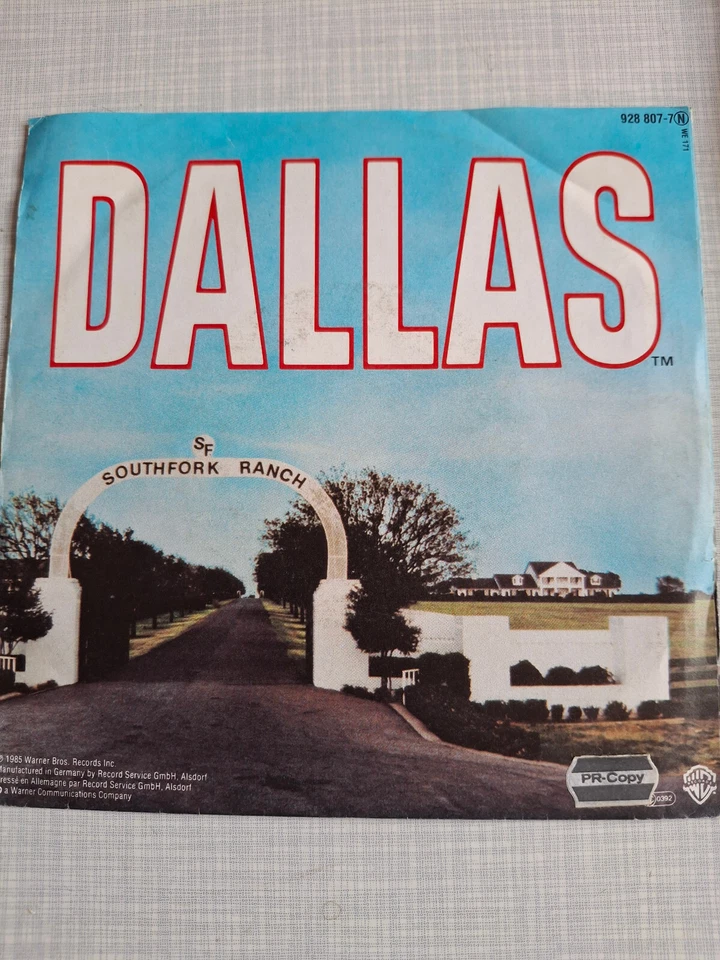 928 807-7 Ⓝ
WE 171
DALLAS
TM
SF
SOUTHFORK RANCH
℗ 1985 Warner Bros. Records Inc.
Manufactured in Germany by Record Service GmbH, Alsdorf
Pressé en Allemagne par Record Service GmbH, Alsdorf
a Warner Communications Company
PR-Copy
0392